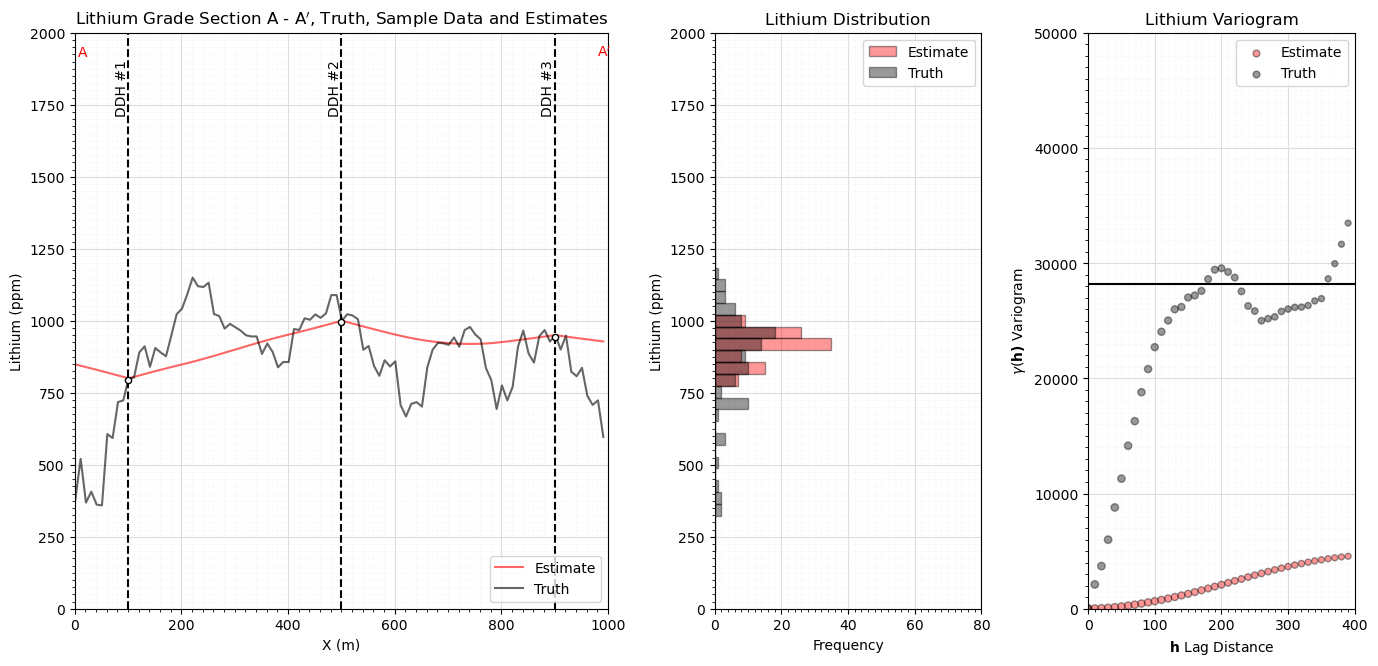 Lithium Grade Section A - A′, Truth, Sample Data and Estimates
A
A
DDH #1
DDH #2
DDH #3
2000
1750
1500
1250
1000
750
500
250
0
Lithium (ppm)
0
200
400
600
800
1000
X (m)
Estimate
Truth
Lithium Distribution
Estimate
Truth
2000
1750
1500
1250
1000
750
500
250
0
Lithium (ppm)
0
20
40
60
80
Frequency
Lithium Variogram
Estimate
Truth
50000
40000
30000
20000
10000
0
γ(h) Variogram
0
100
200
300
400
h Lag Distance